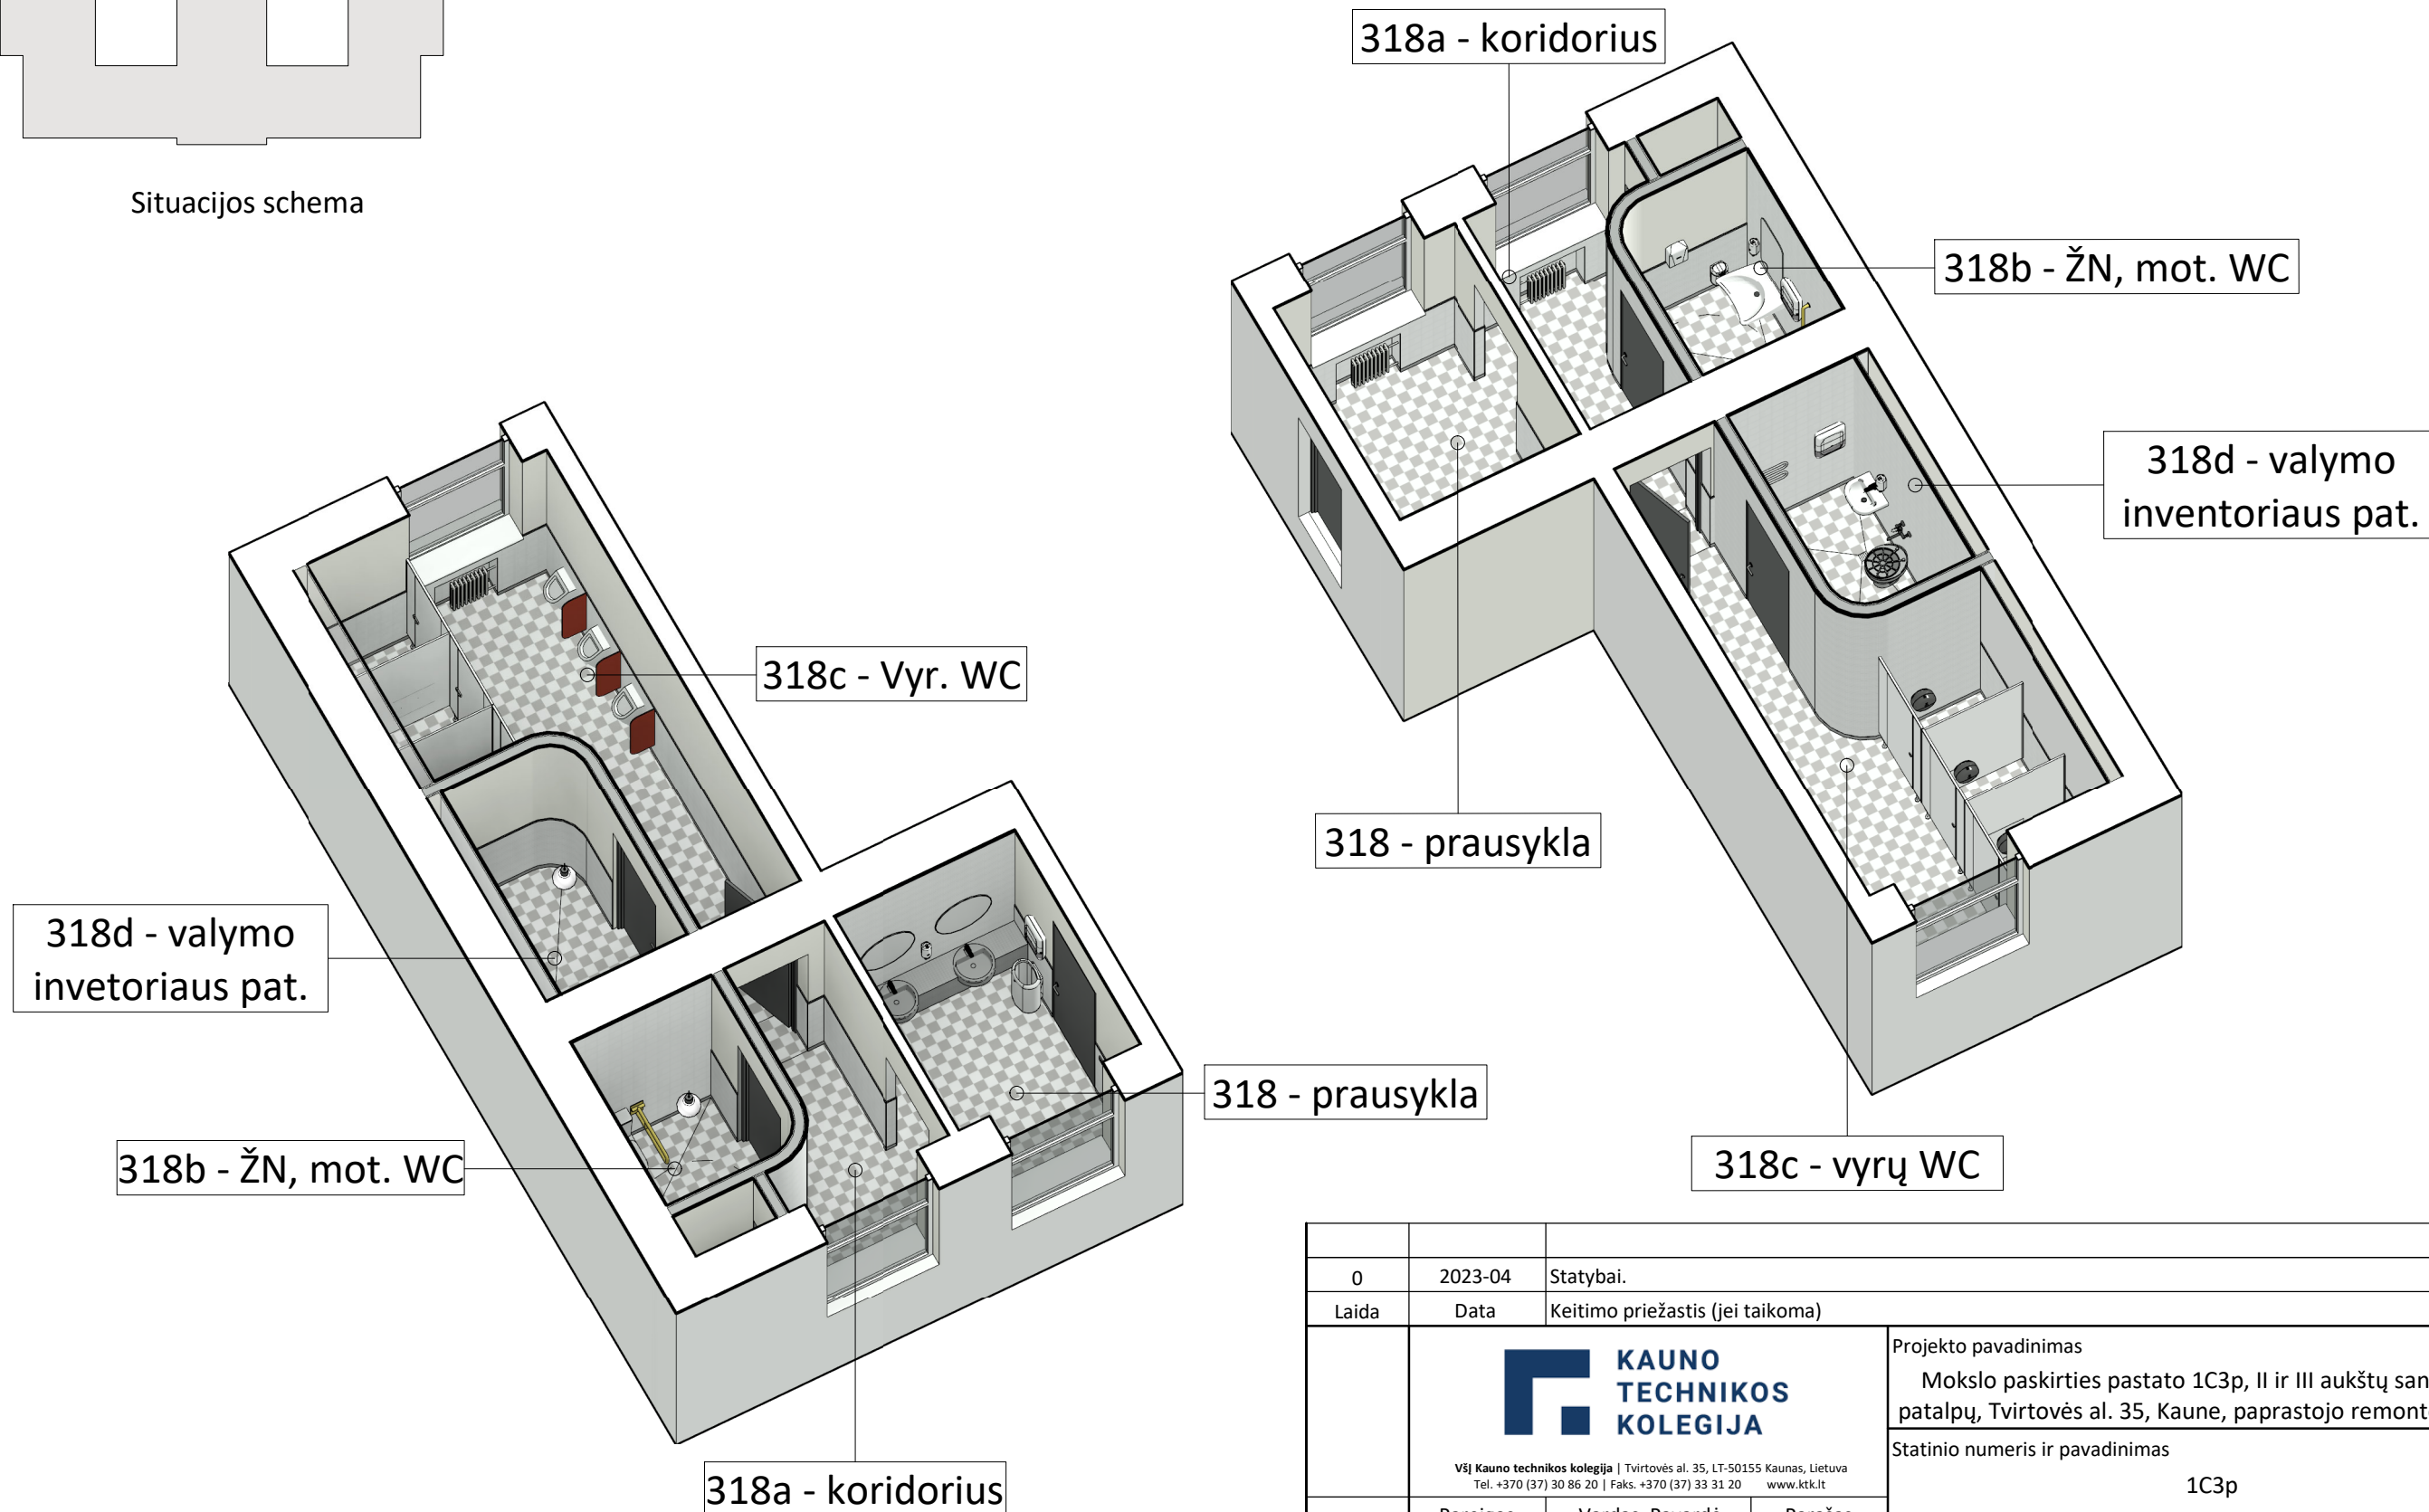 318a - koridorius
Situacijos schema
318b - ŽN, mot. WC
318d - valymo
inventoriaus pat.
318c - Vyr. WC
318 - prausykla
318d - valymo
invetoriaus pat.
318 - prausykla
318b - ŽN, mot. WC
318c - vyrų WC
318a - koridorius
0 2023-04 Statybai.
Laida Data Keitimo priežastis (jei taikoma)
KAUNO
TECHNIKOS
KOLEGIJA
VšĮ Kauno technikos kolegija | Tvirtovės al. 35, LT-50155 Kaunas, Lietuva
Tel. +370 (37) 30 86 20 | Faks. +370 (37) 33 31 20 www.ktk.lt
Projekto pavadinimas
Mokslo paskirties pastato 1C3p, II ir III aukštų san
patalpų, Tvirtovės al. 35, Kaune, paprastojo remont
Statinio numeris ir pavadinimas
1C3p
Pareigos Vardas, Pavardė Parašas